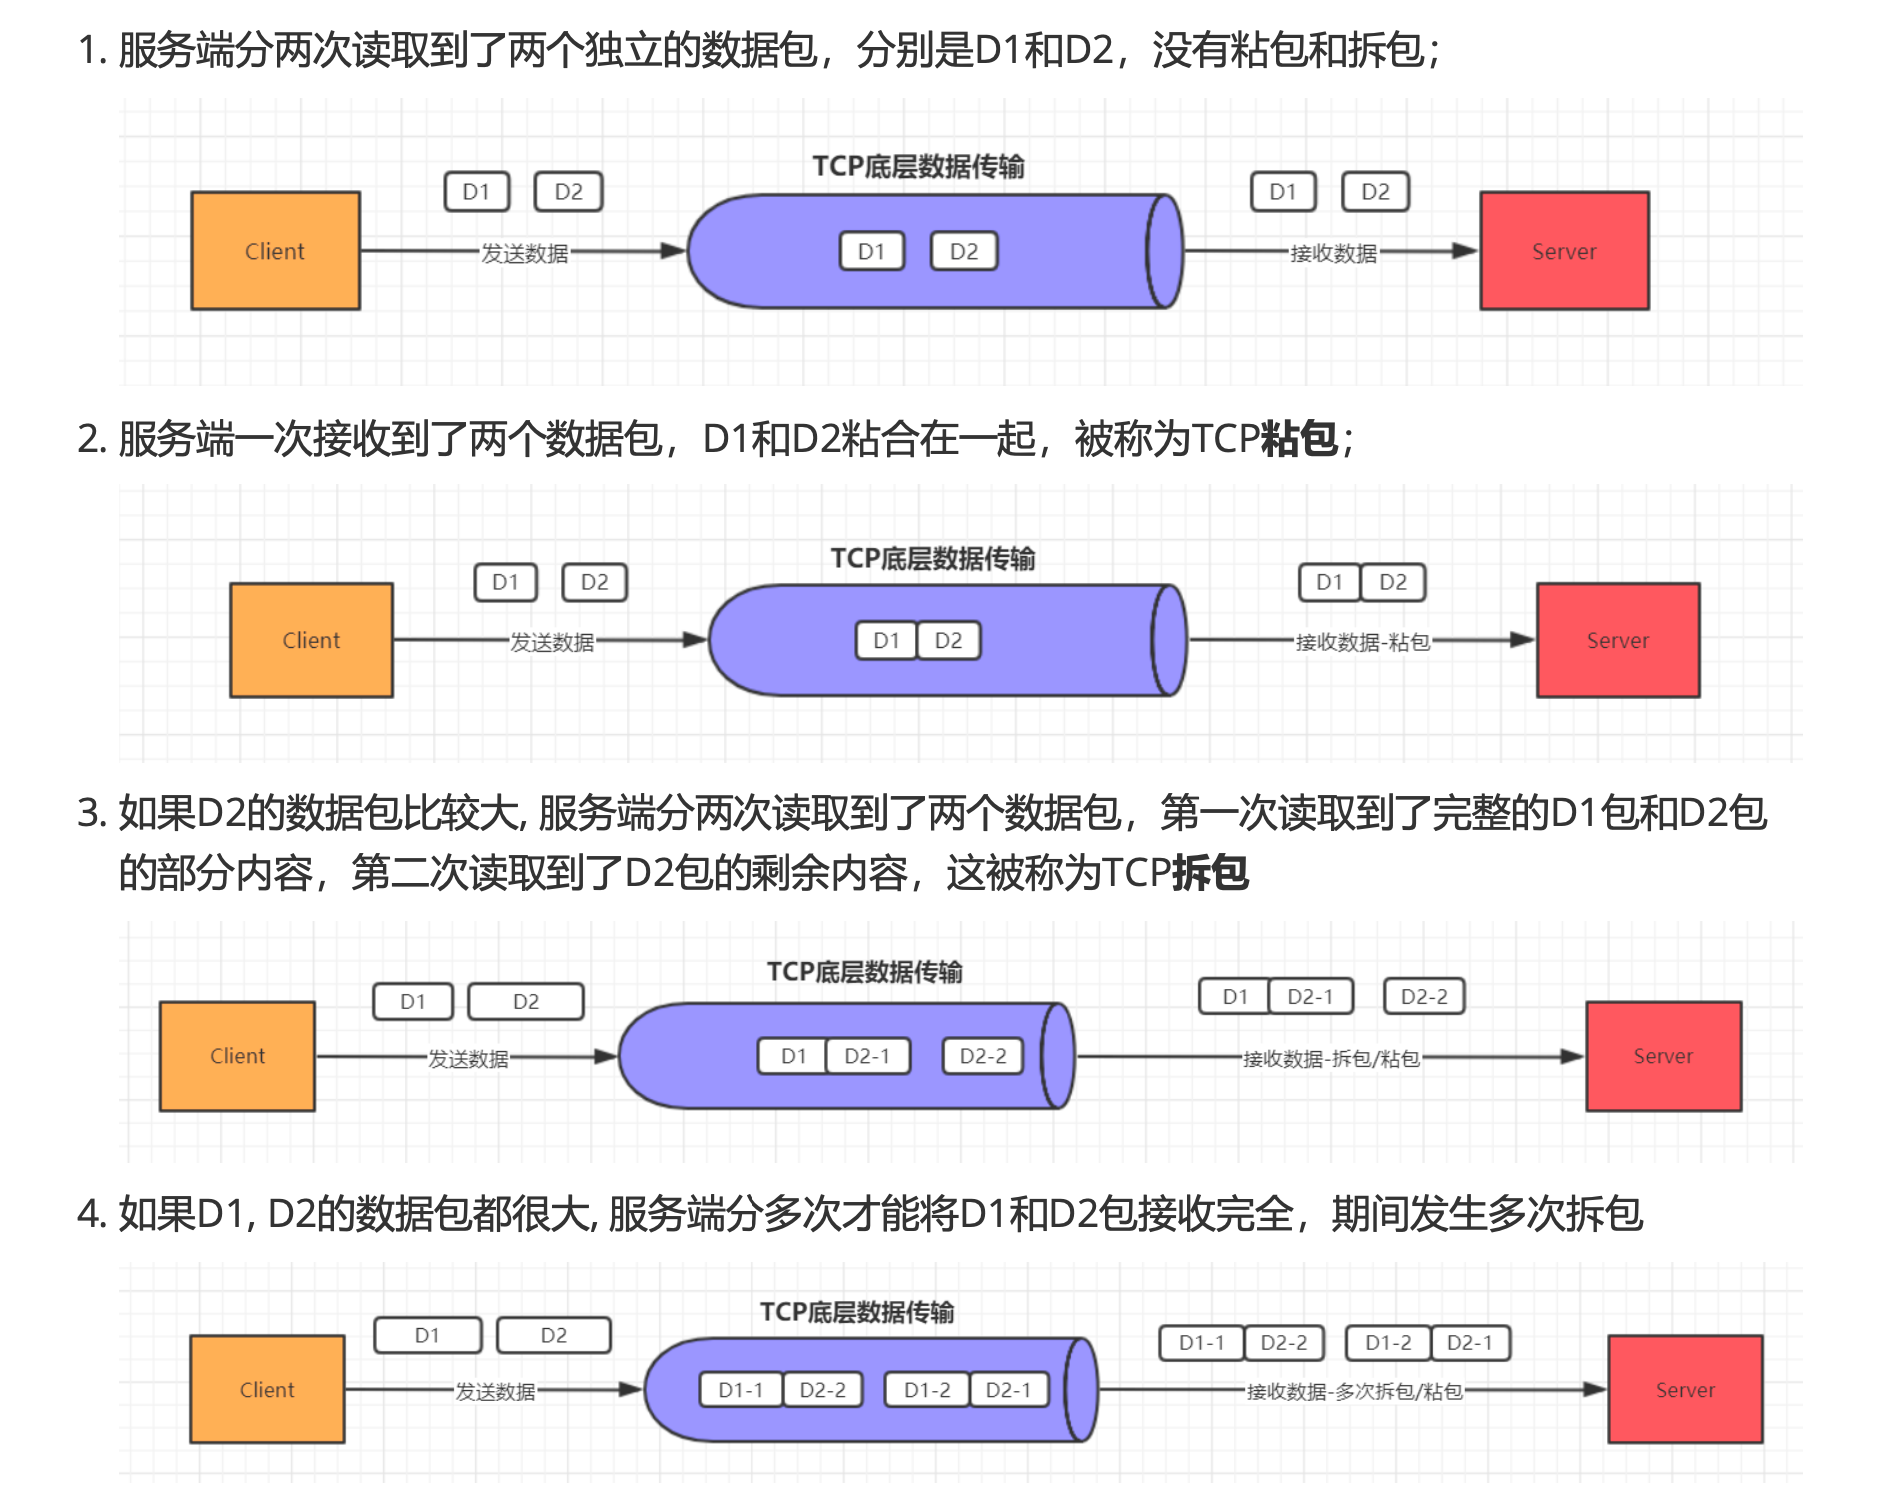 1. 服务端分两次读取到了两个独立的数据包，分别是D1和D2，没有粘包和拆包；
TCP底层数据传输
D1 D2 D1 D2
Client 发送数据 D1 D2 接收数据 Server
2. 服务端一次接收到了两个数据包，D1和D2粘合在一起，被称为TCP粘包；
TCP底层数据传输
D1 D2 D1 D2
Client 发送数据 D1 D2 接收数据-粘包 Server
3. 如果D2的数据包比较大, 服务端分两次读取到了两个数据包，第一次读取到了完整的D1包和D2包
的部分内容，第二次读取到了D2包的剩余内容，这被称为TCP拆包
TCP底层数据传输
D1 D2 D1 D2-1 D2-2
Client 发送数据 D1 D2-1 D2-2 接收数据-拆包/粘包 Server
4. 如果D1, D2的数据包都很大, 服务端分多次才能将D1和D2包接收完全，期间发生多次拆包
TCP底层数据传输
D1 D2 D1-1 D2-2 D1-2 D2-1
Client 发送数据 D1-1 D2-2 D1-2 D2-1 接收数据-多次拆包/粘包 Server